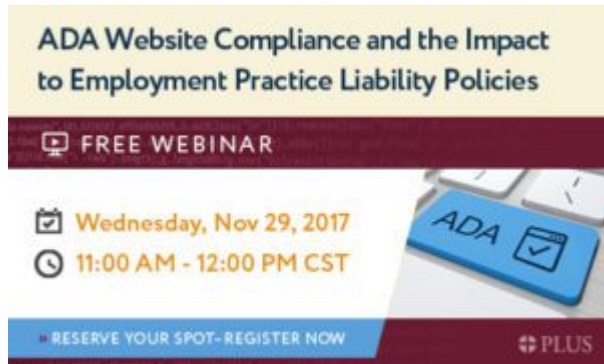 ADA Website Compliance and the Impact
to Employment Practice Liability Policies
FREE WEBINAR
Wednesday, Nov 29, 2017
11:00 AM - 12:00 PM CST
ADA
» RESERVE YOUR SPOT-REGISTER NOW
PLUS